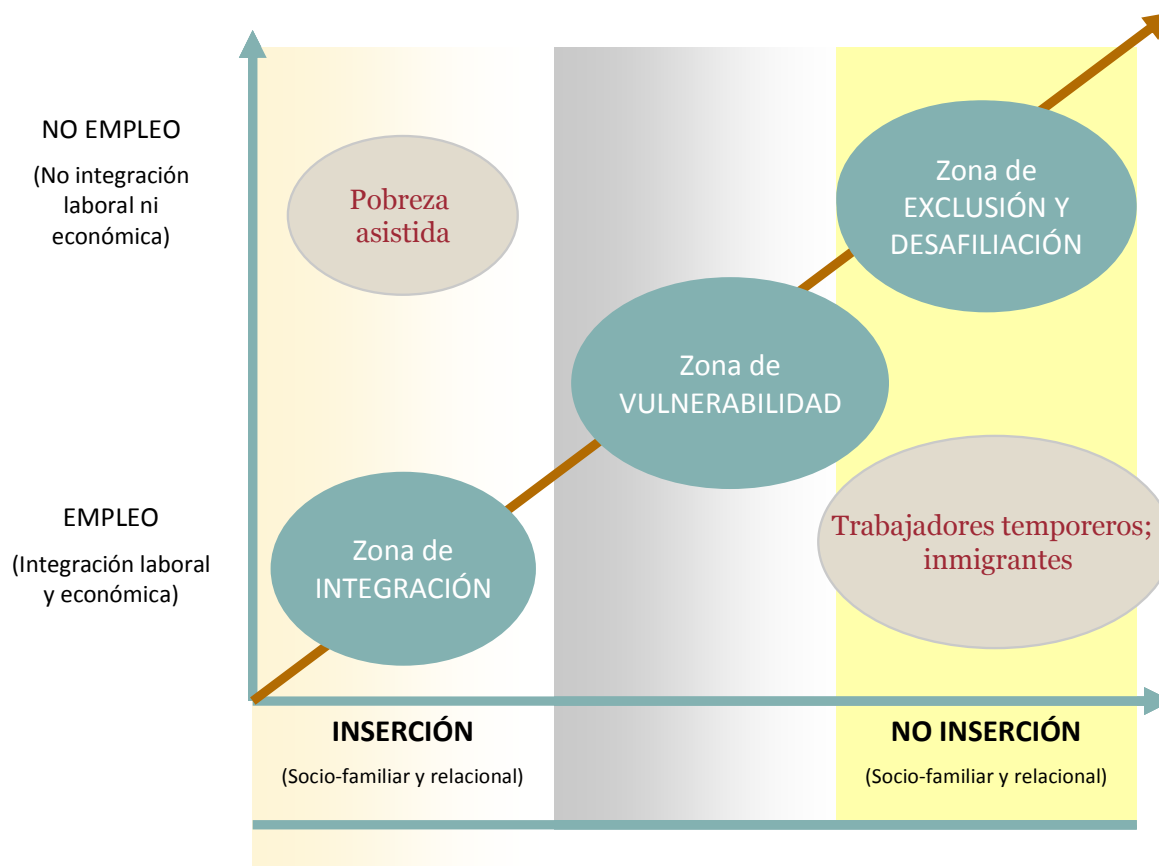 NO EMPLEO
(No integración
laboral ni
económica)
Pobreza
asistida
Zona de
EXCLUSIÓN Y
DESAFILIACIÓN
Zona de
VULNERABILIDAD
EMPLEO
(Integración laboral
y económica)
Zona de
INTEGRACIÓN
Trabajadores temporeros;
inmigrantes
INSERCIÓN
(Socio-familiar y relacional)
NO INSERCIÓN
(Socio-familiar y relacional)